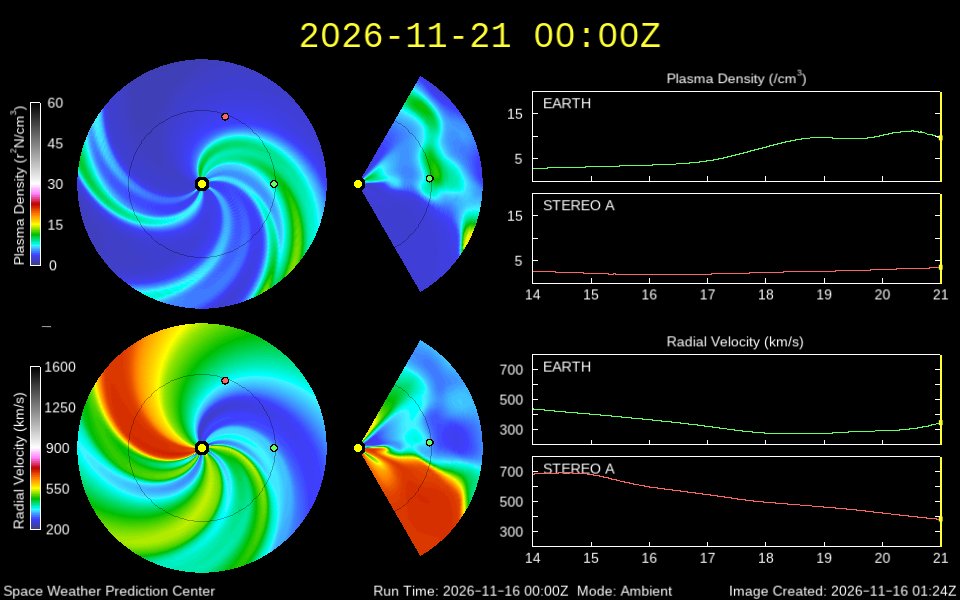 2026-11-21 00:00Z
Plasma Density (r²N/cm³)
60
45
30
15
0
Plasma Density (/cm³)
EARTH
15
5
STEREO A
15
5
14 15 16 17 18 19 20 21
Radial Velocity (km/s)
1600
1250
900
550
200
Radial Velocity (km/s)
EARTH
700
500
300
STEREO A
700
500
300
14 15 16 17 18 19 20 21
Space Weather Prediction Center
Run Time: 2026-11-16 00:00Z Mode: Ambient
Image Created: 2026-11-16 01:24Z